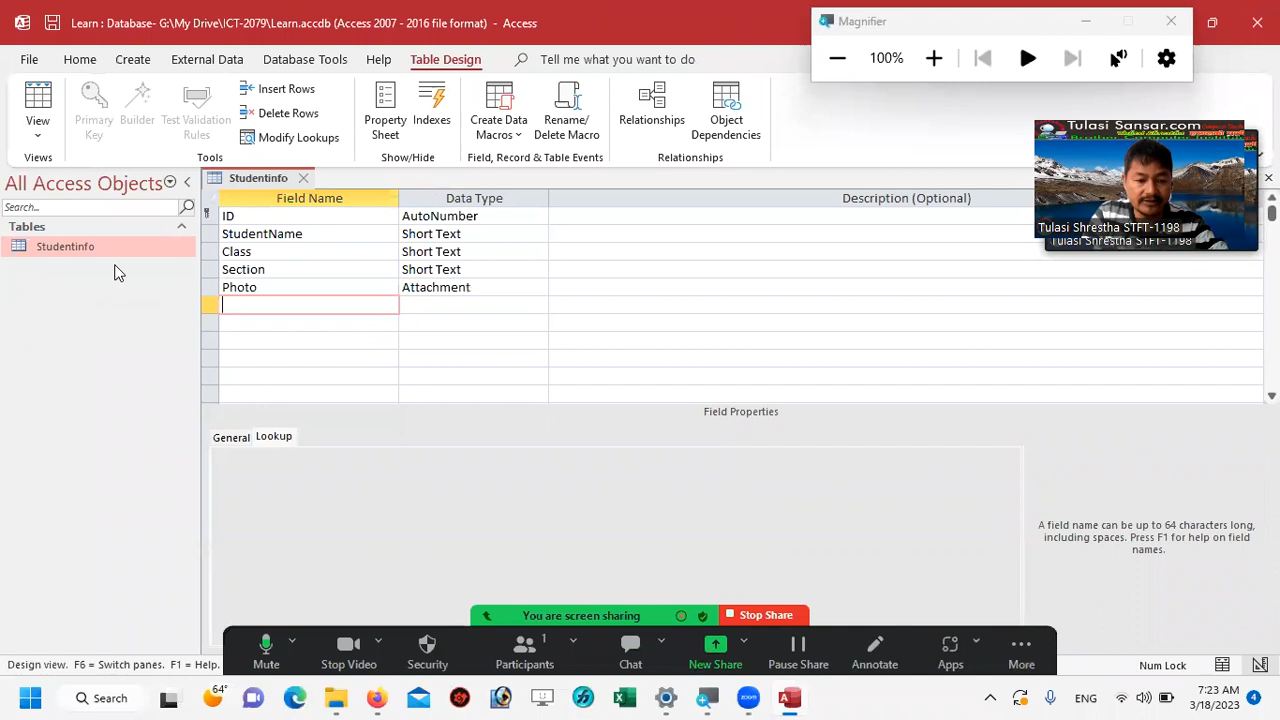 Learn : Database- G:\My Drive\ICT-2079\Learn.accdb (Access 2007 - 2016 file format) - Access
Magnifier
100%
File
Home
Create
External Data
Database Tools
Help
Table Design
Tell me what you want to do
View
Primary
Key
Builder
Test Validation
Rules
Insert Rows
Delete Rows
Modify Lookups
Property
Sheet
Indexes
Create Data
Rename/
Delete Macro
Relationships
Object
Dependencies
Views
Tools
Show/Hide
Field, Record & Table Events
Relationships
Tulasi Sansar.com
Tulasi Shrestha STFT-1198
Tulasi Shrestha STFT-1198
All Access Objects
Search...
Tables
Studentinfo
Studentinfo
Field Name
Data Type
Description (Optional)
ID
AutoNumber
StudentName
Short Text
Class
Short Text
Section
Short Text
Photo
Attachment
Field Properties
General
Lookup
A field name can be up to 64 characters long,
including spaces. Press F1 for help on field
names.
You are screen sharing
Stop Share
Mute
Stop Video
Security
1
Participants
Chat
New Share
Pause Share
Annotate
Apps
More
Design view. F6 = Switch panes. F1 = Help.
Num Lock
64°
Search
ENG
7:23 AM
3/18/2023
4